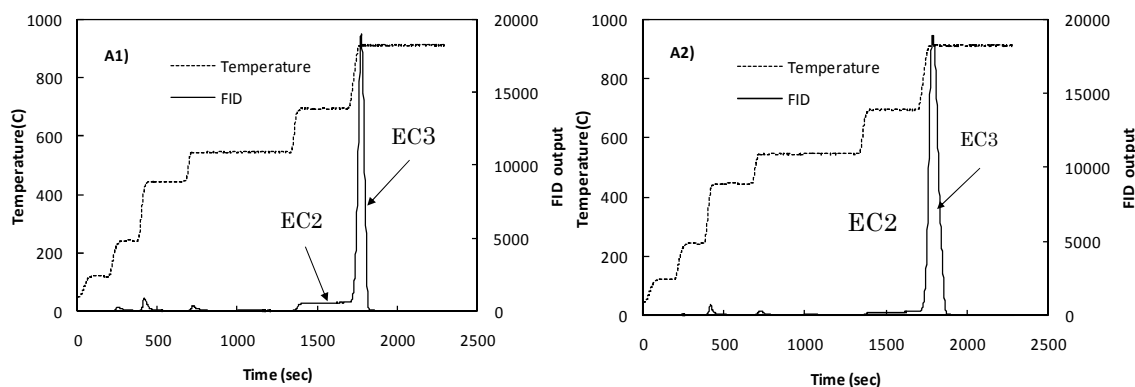 A1)
Temperature
FID
EC3
EC2
Temperature(C)
1000
800
600
400
200
0
FID output
20000
15000
10000
5000
0
0 500 1000 1500 2000 2500
Time (sec)
A2)
Temperature
FID
EC3
EC2
Temperature(C)
1000
800
600
400
200
0
FID output
20000
15000
10000
5000
0
0 500 1000 1500 2000 2500
Time (sec)